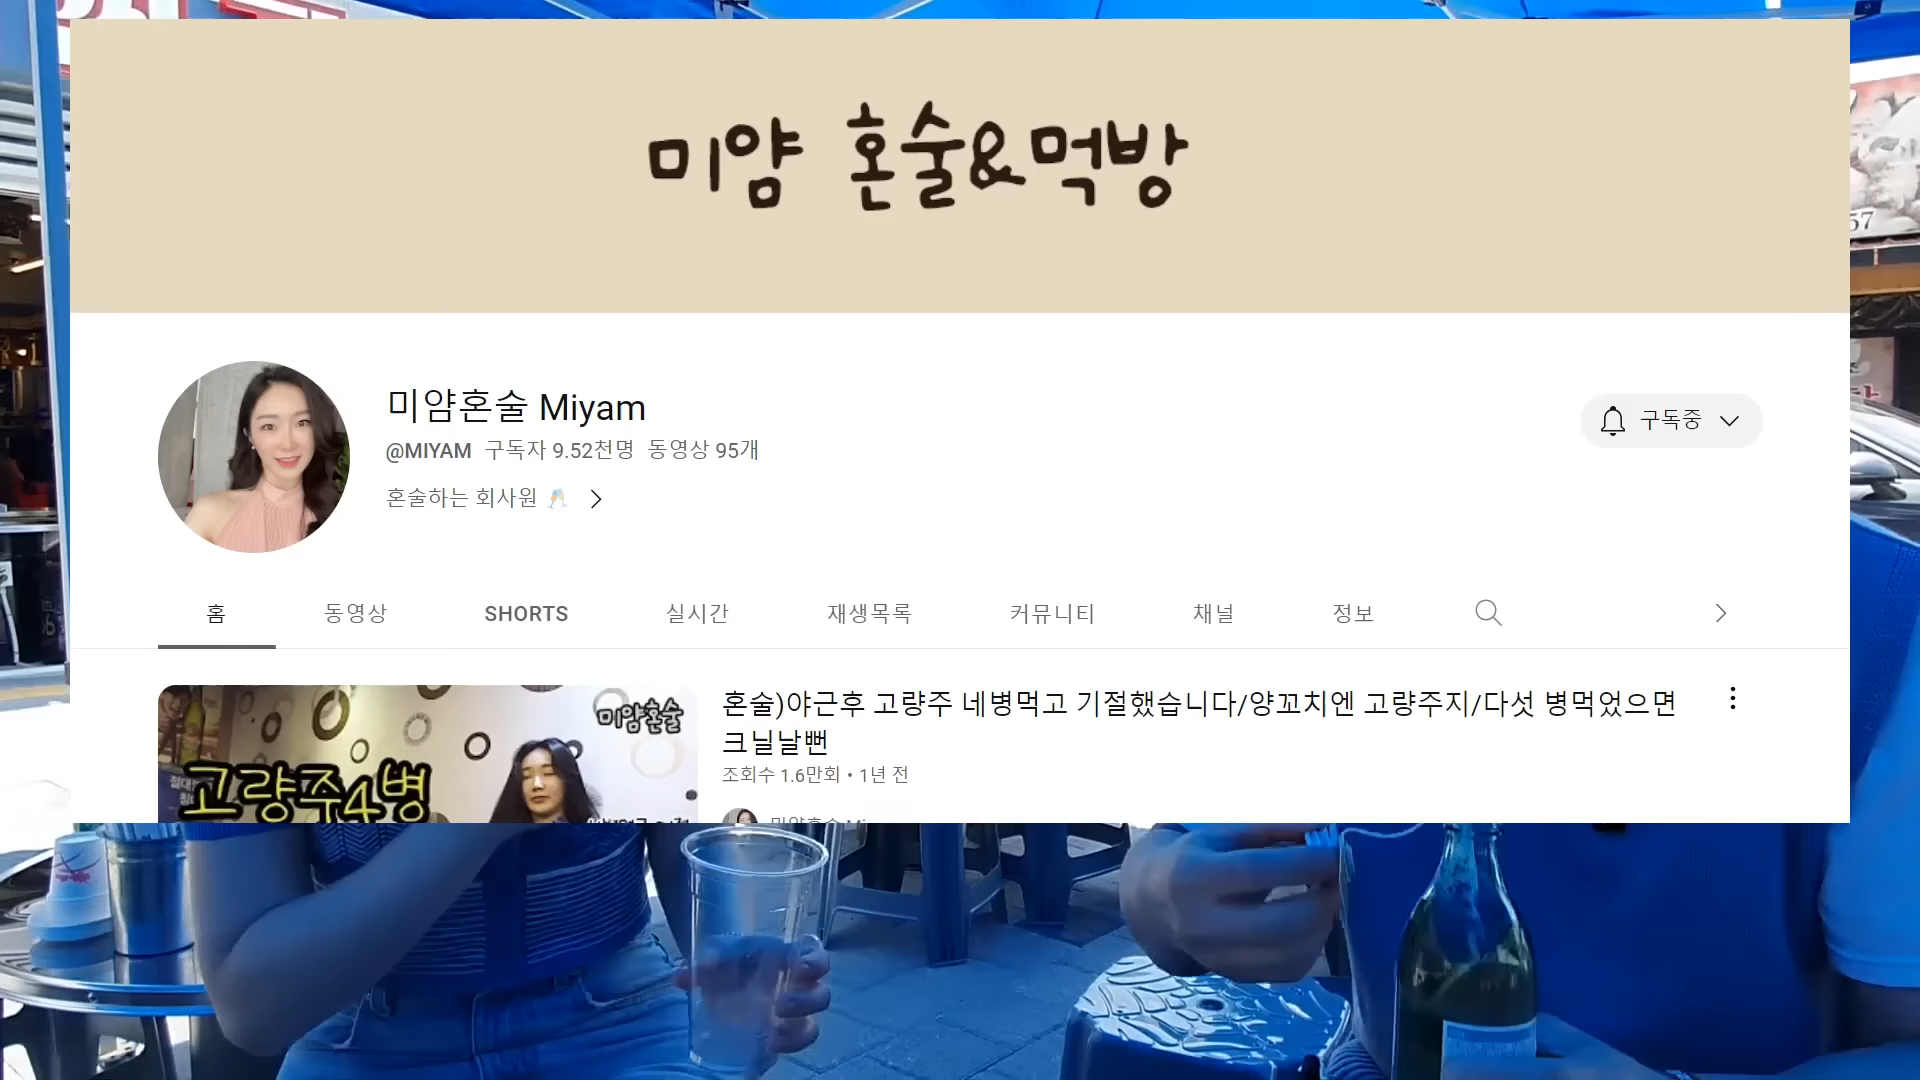 미얌 혼술&먹방
57
미얌혼술 Miyam
@MIYAM 구독자 9.52천명 동영상 95개
혼술하는 회사원
구독중
홈 동영상 SHORTS 실시간 재생목록 커뮤니티 채널 정보
미얌혼술
고량주4병
혼술)야근후 고량주 네병먹고 기절했습니다/양꼬치엔 고량주지/다섯 병먹었으면
크닐날뻔
조회수 1.6만회 • 1년 전